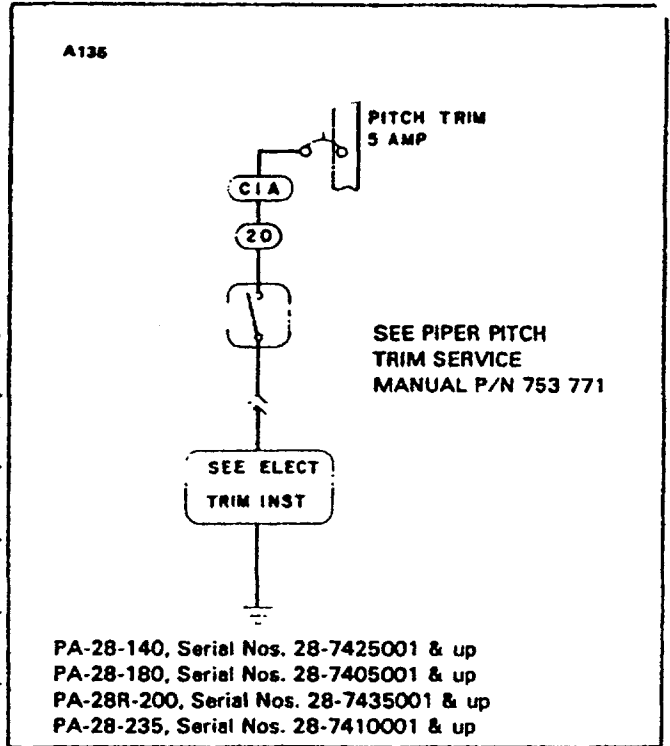 A135
PITCH TRIM
5 AMP
C1A
20
SEE PIPER PITCH
TRIM SERVICE
MANUAL P/N 753 771
SEE ELECT
TRIM INST
PA-28-140, Serial Nos. 28-7425001 & up
PA-28-180, Serial Nos. 28-7405001 & up
PA-28R-200, Serial Nos. 28-7435001 & up
PA-28-235, Serial Nos. 28-7410001 & up